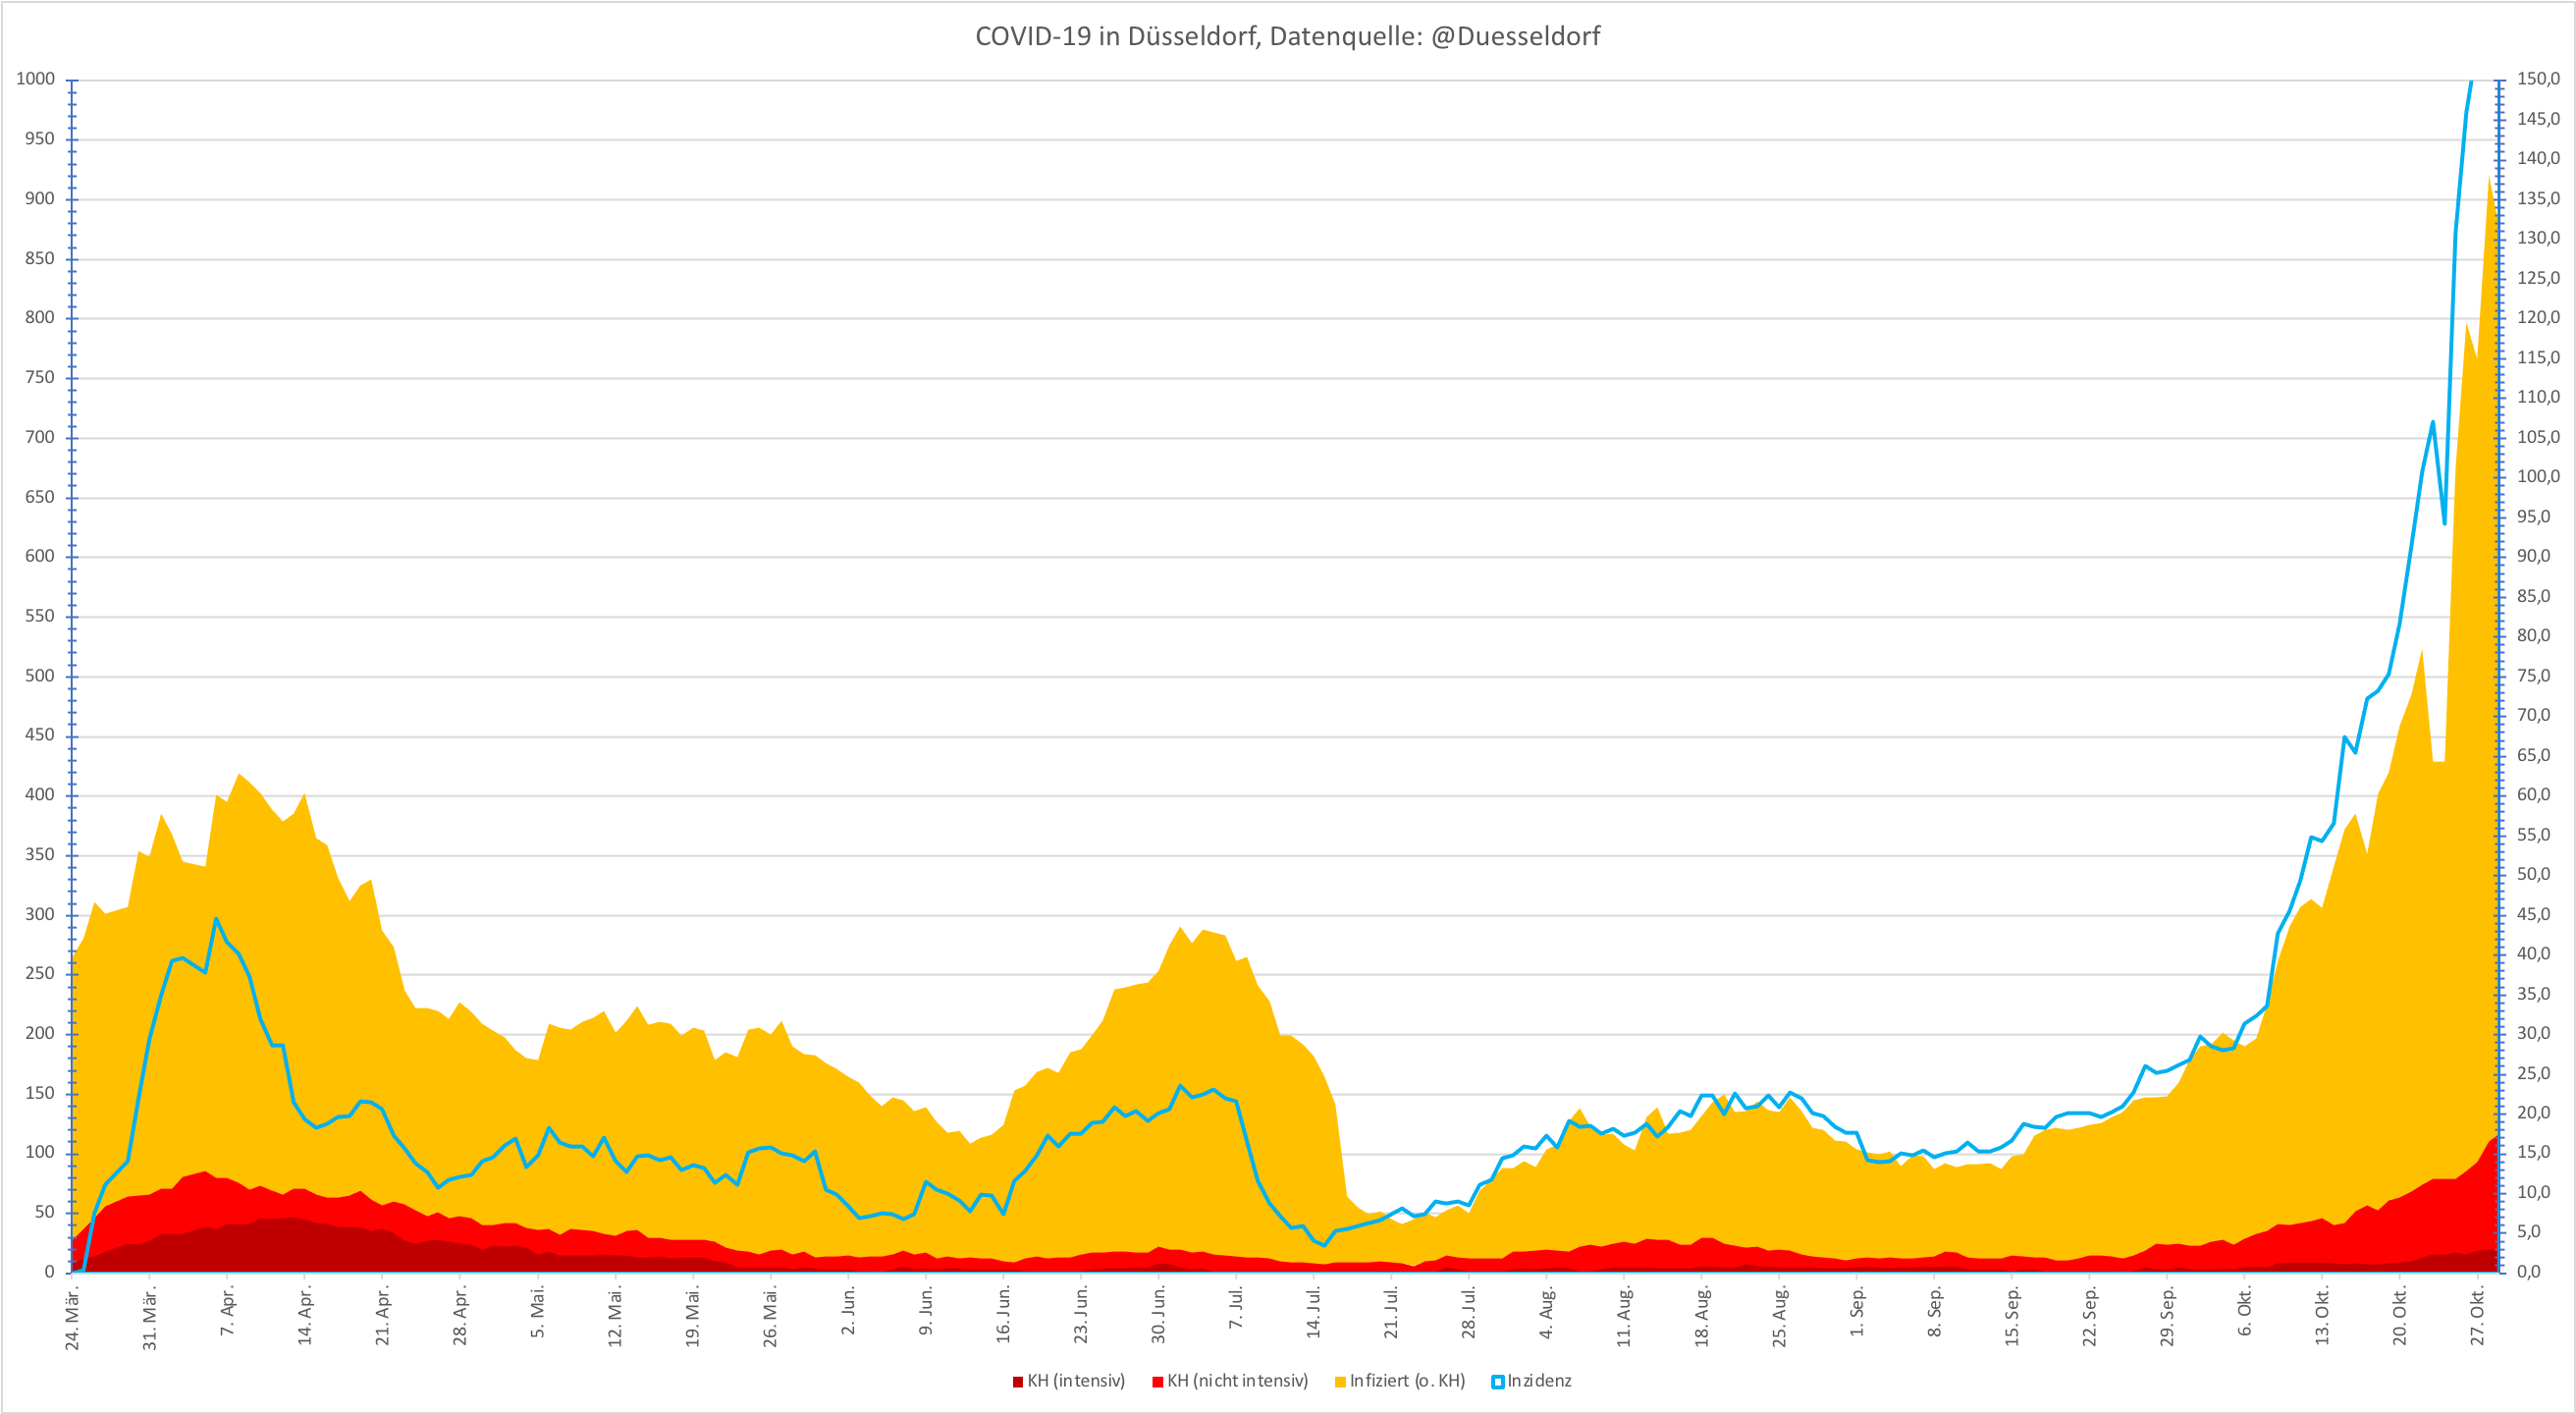 COVID-19 in Düsseldorf, Datenquelle: @Duesseldorf
1000
950
900
850
800
750
700
650
600
550
500
450
400
350
300
250
200
150
100
50
0
150,0
145,0
140,0
135,0
130,0
125,0
120,0
115,0
110,0
105,0
100,0
95,0
90,0
85,0
80,0
75,0
70,0
65,0
60,0
55,0
50,0
45,0
40,0
35,0
30,0
25,0
20,0
15,0
10,0
5,0
0,0
24. Mär.
31. Mär.
7. Apr.
14. Apr.
21. Apr.
28. Apr.
5. Mai.
12. Mai
19. Mai
26. Mai
2. Jun.
9. Jun.
16. Jun.
23. Jun.
30. Jun
7. Jul.
14. Jul.
21. Jul.
28. Jul.
4. Aug.
11. Aug.
18. Aug.
25. Aug.
1. Sep.
8. Sep.
15. Sep.
22. Sep.
29. Sep.
6. Okt.
13. Okt.
20. Okt.
27. Okt.
KH (intensiv)
KH (nicht intensiv)
Infiziert (o. KH)
Inzidenz